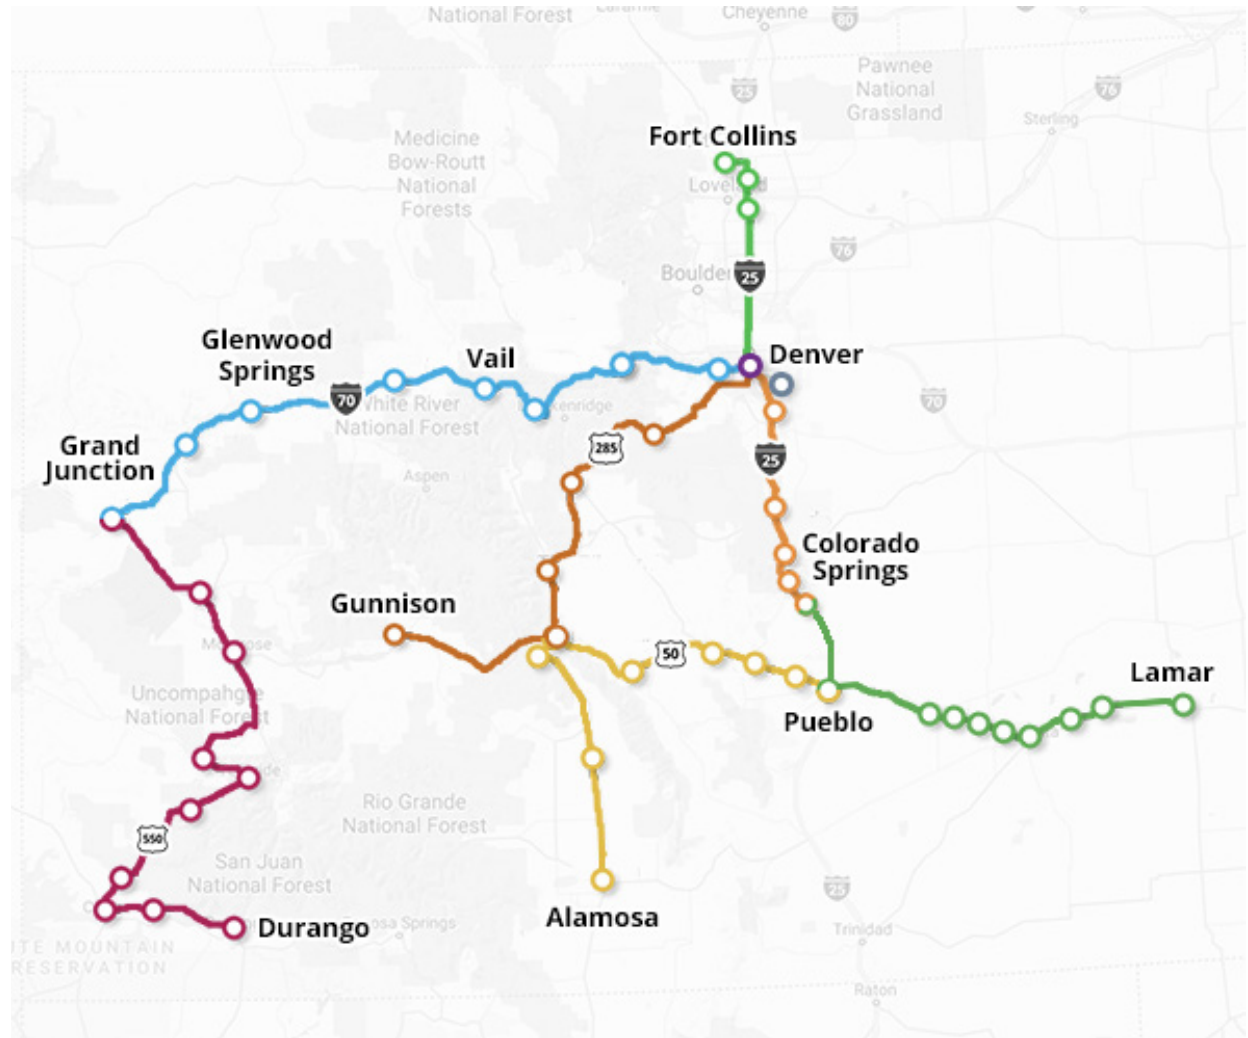 National Forest
Laramie
Cheyenne
80
Pawnee
National
Grassland
25
76
Sterling
Fort Collins
Medicine
Bow-Routt
National
Forests
76
Boulder
25
Glenwood
Springs
Vail
Denver
70
White River
National Forest
70
Grand
Junction
285
Aspen
25
Colorado
Springs
Gunnison
50
Lamar
Uncompahgre
National Forest
Pueblo
Rio Grande
National Forest
550
San Juan
National Forest
25
Alamosa
Durango
Trinidad
RESERVATION
Raton